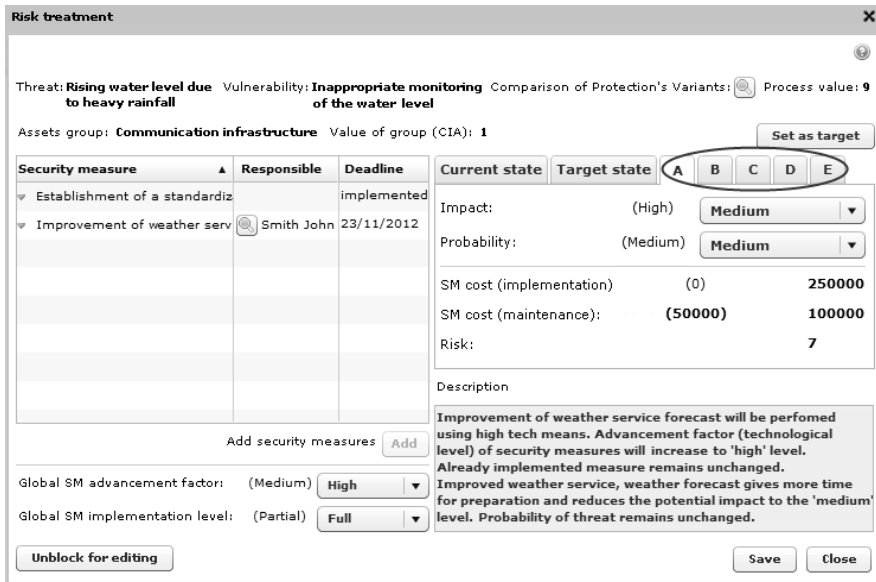 Risk treatment
Threat: Rising water level due to heavy rainfall
Vulnerability: Inappropriate monitoring of the water level
Comparison of Protection's Variants:
Process value: 9
Assets group: Communication infrastructure Value of group (CIA): 1
Set as target
Security measure Responsible Deadline
Establishment of a standardiz implemented
Improvement of weather serv Smith John 23/11/2012
Add security measures Add
Global SM advancement factor: (Medium) High
Global SM implementation level: (Partial) Full
Unblock for editing
Current state Target state A B C D E
Impact: (High) Medium
Probability: (Medium) Medium
SM cost (implementation) (0) 250000
SM cost (maintenance): (50000) 100000
Risk: 7
Description
Improvement of weather service forecast will be perfomed
using high tech means. Advancement factor (technological
level) of security measures will increase to 'high' level.
Already implemented measure remains unchanged.
Improved weather service, weather forecast gives more time
for preparation and reduces the potential impact to the 'medium'
level. Probability of threat remains unchanged.
Save Close